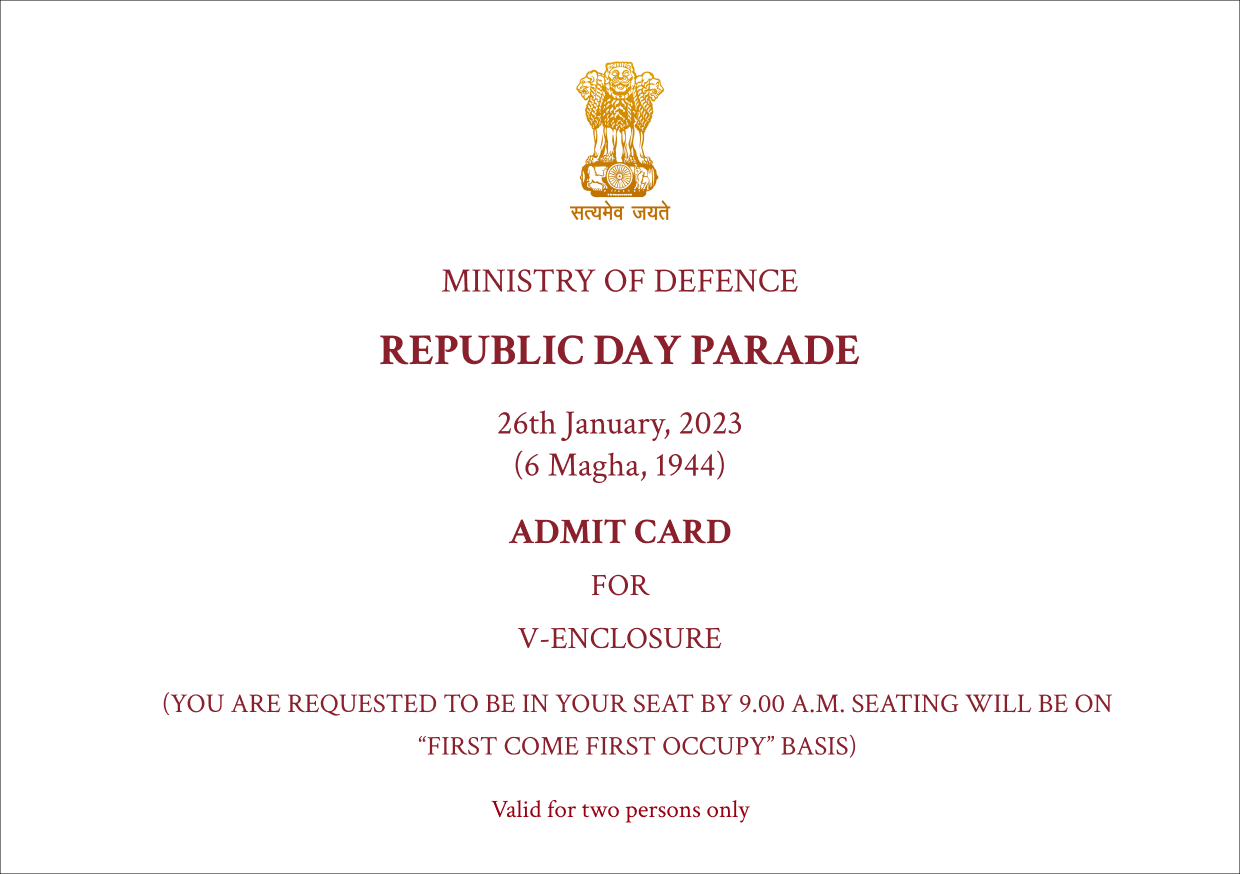 सत्यमेव जयते
MINISTRY OF DEFENCE
REPUBLIC DAY PARADE
26th January, 2023
(6 Magha, 1944)
ADMIT CARD
FOR
V-ENCLOSURE
(YOU ARE REQUESTED TO BE IN YOUR SEAT BY 9.00 A.M. SEATING WILL BE ON
“FIRST COME FIRST OCCUPY” BASIS)
Valid for two persons only